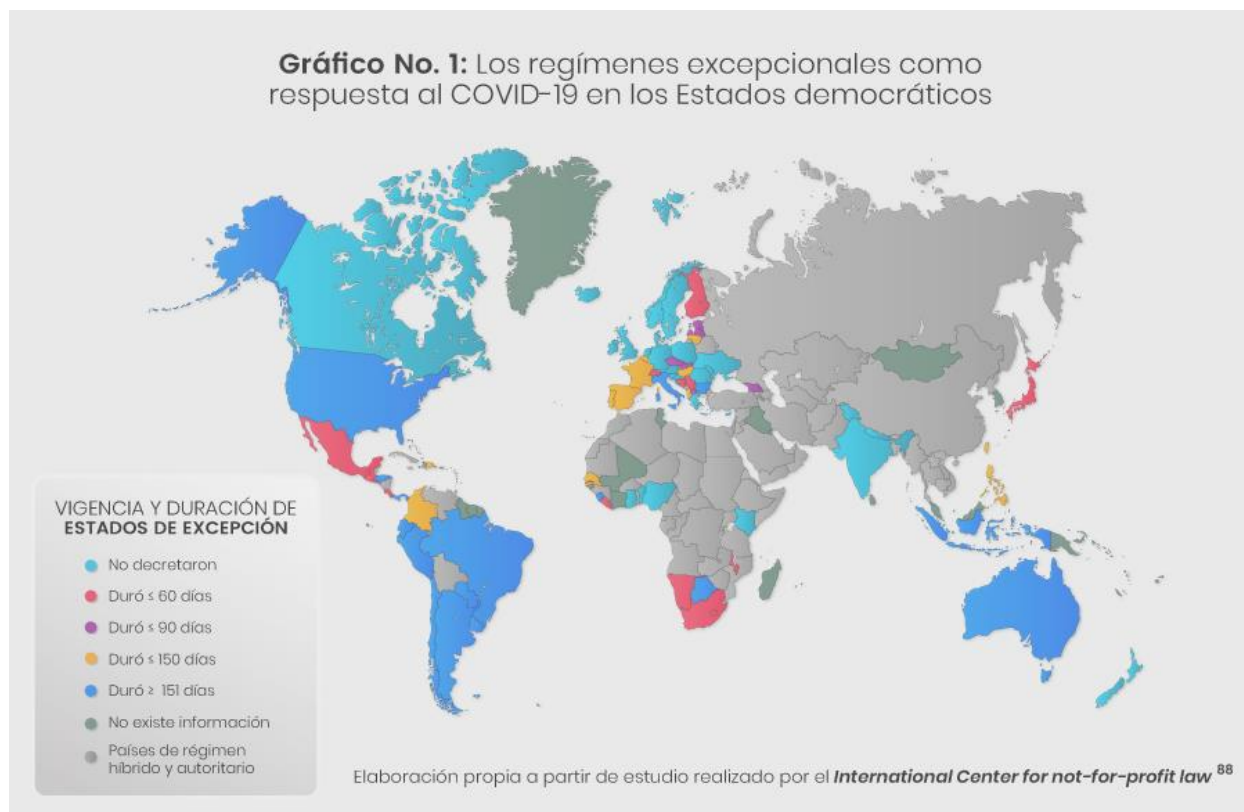 Gráfico No. 1: Los regímenes excepcionales como
respuesta al COVID-19 en los Estados democráticos
VIGENCIA Y DURACIÓN DE
ESTADOS DE EXCEPCIÓN
No decretaron
Duró ≤ 60 días
Duró ≤ 90 días
Duró ≤ 150 días
Duró ≥ 151 días
No existe información
Países de régimen
híbrido y autoritario
Elaboración propia a partir de estudio realizado por el International Center for not-for-profit law 88